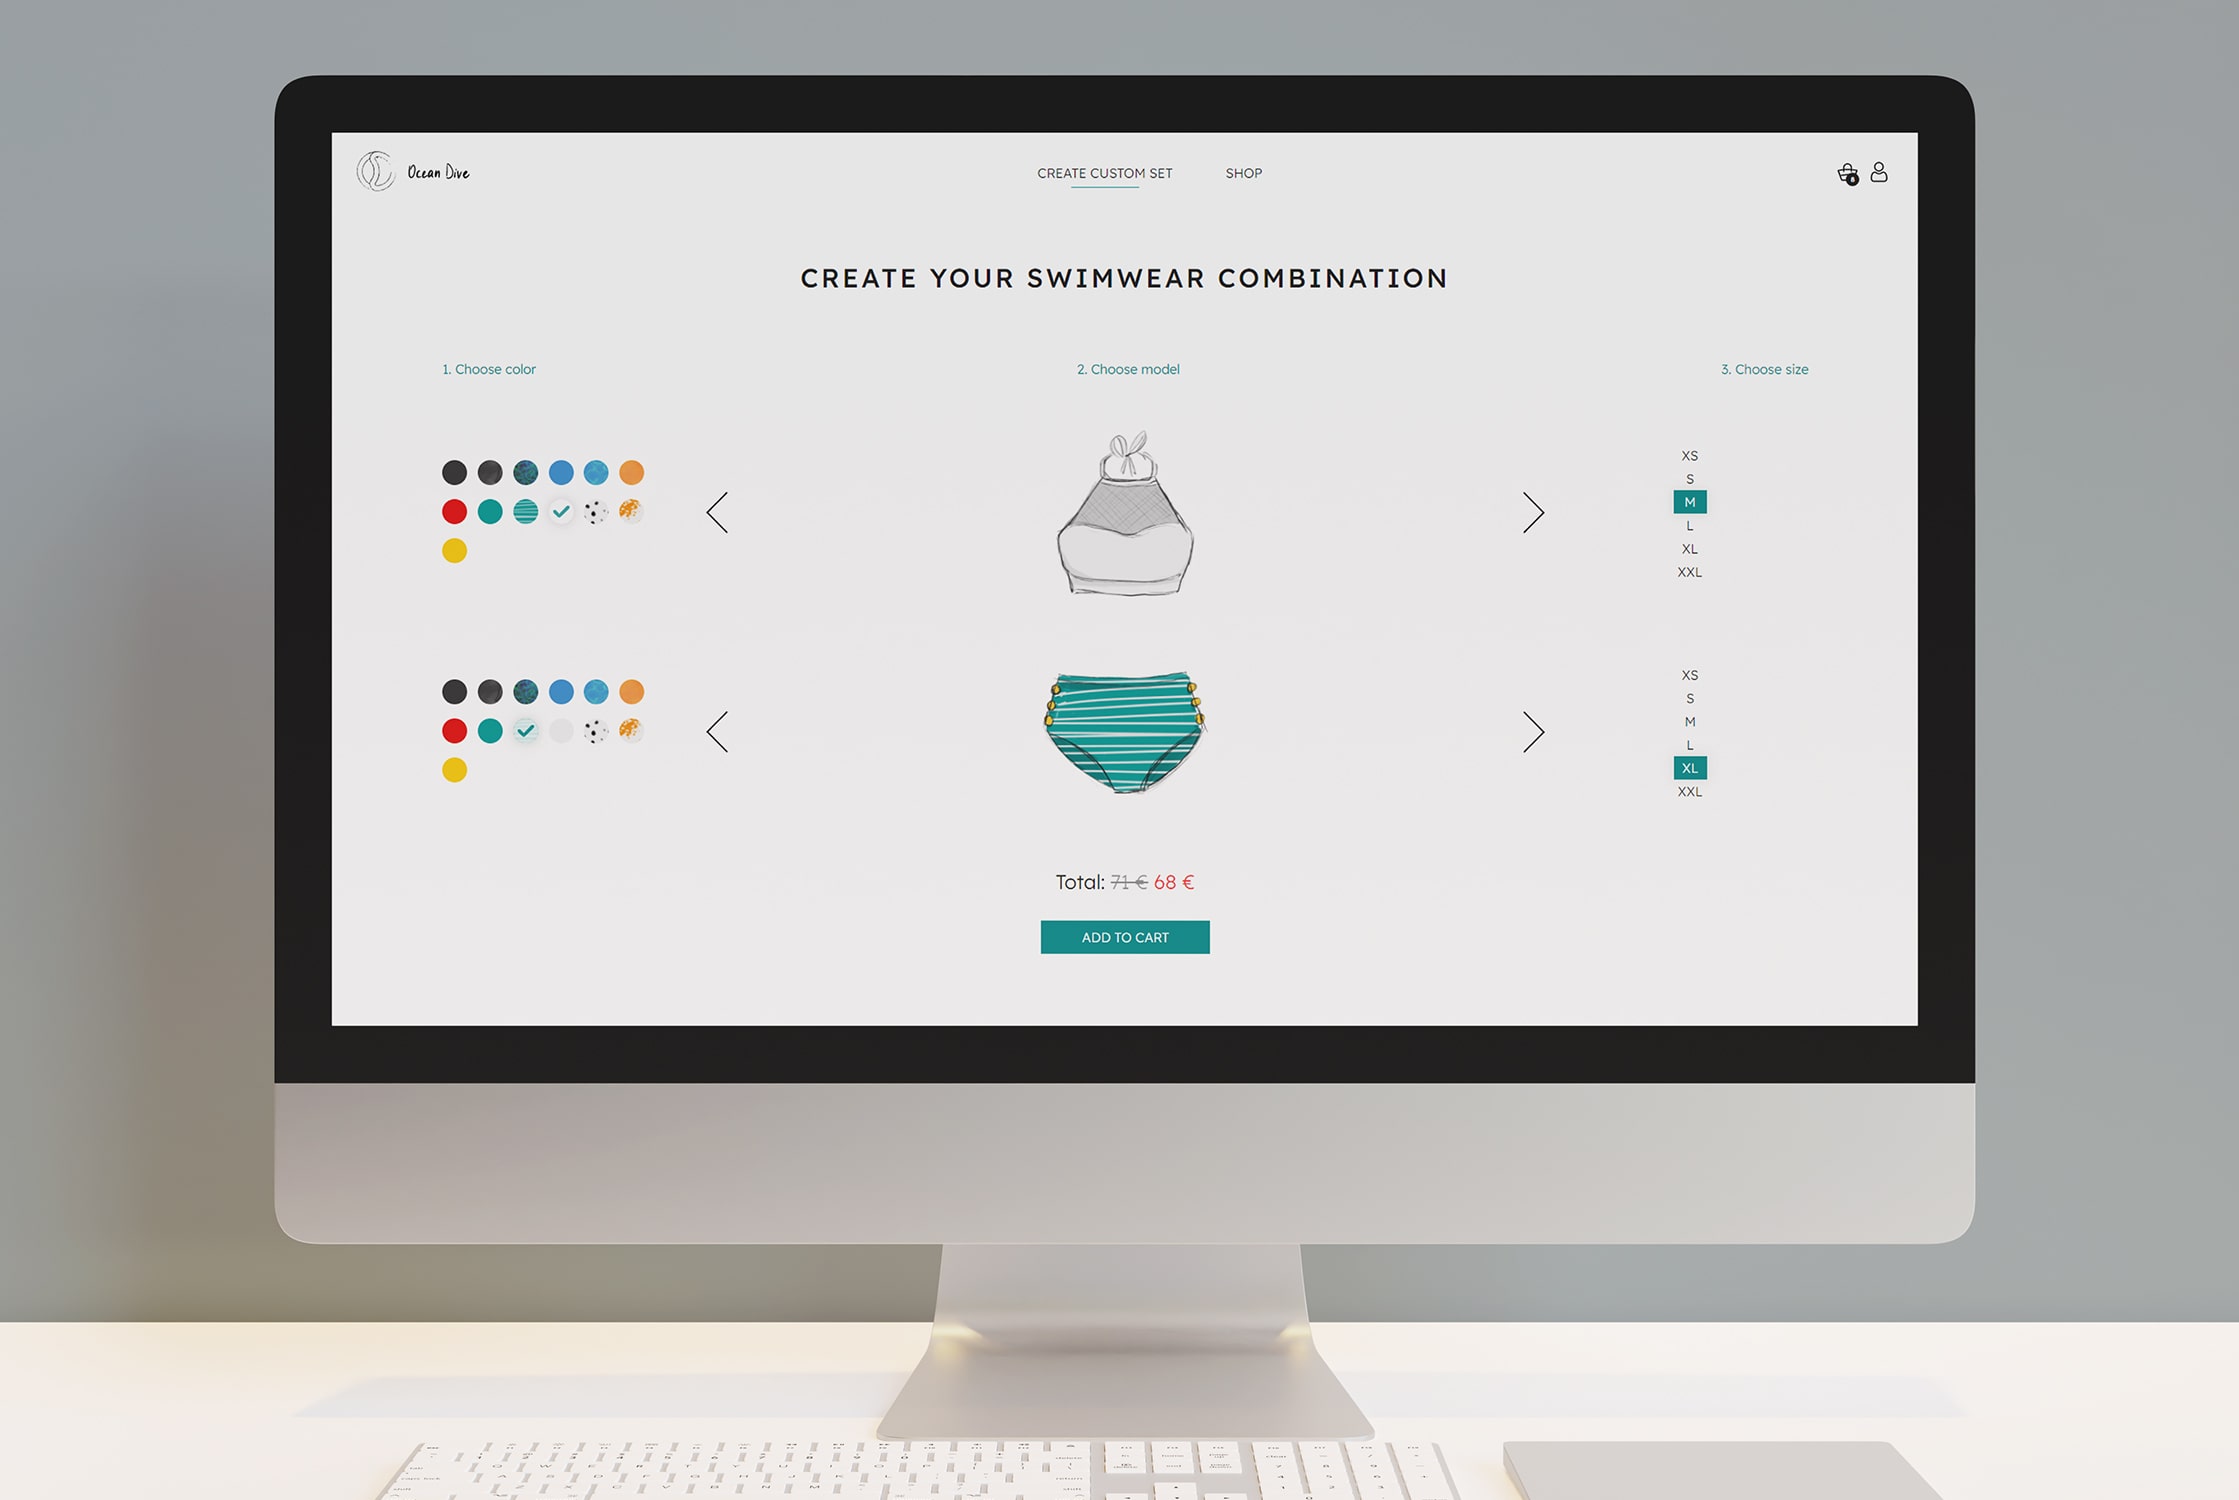 Ocean Dive
CREATE CUSTOM SET
SHOP
CREATE YOUR SWIMWEAR COMBINATION
1. Choose color
2. Choose model
3. Choose size
XS
S
M
L
XL
XXL
XS
S
M
L
XL
XXL
Total: 71 € 68 €
ADD TO CART